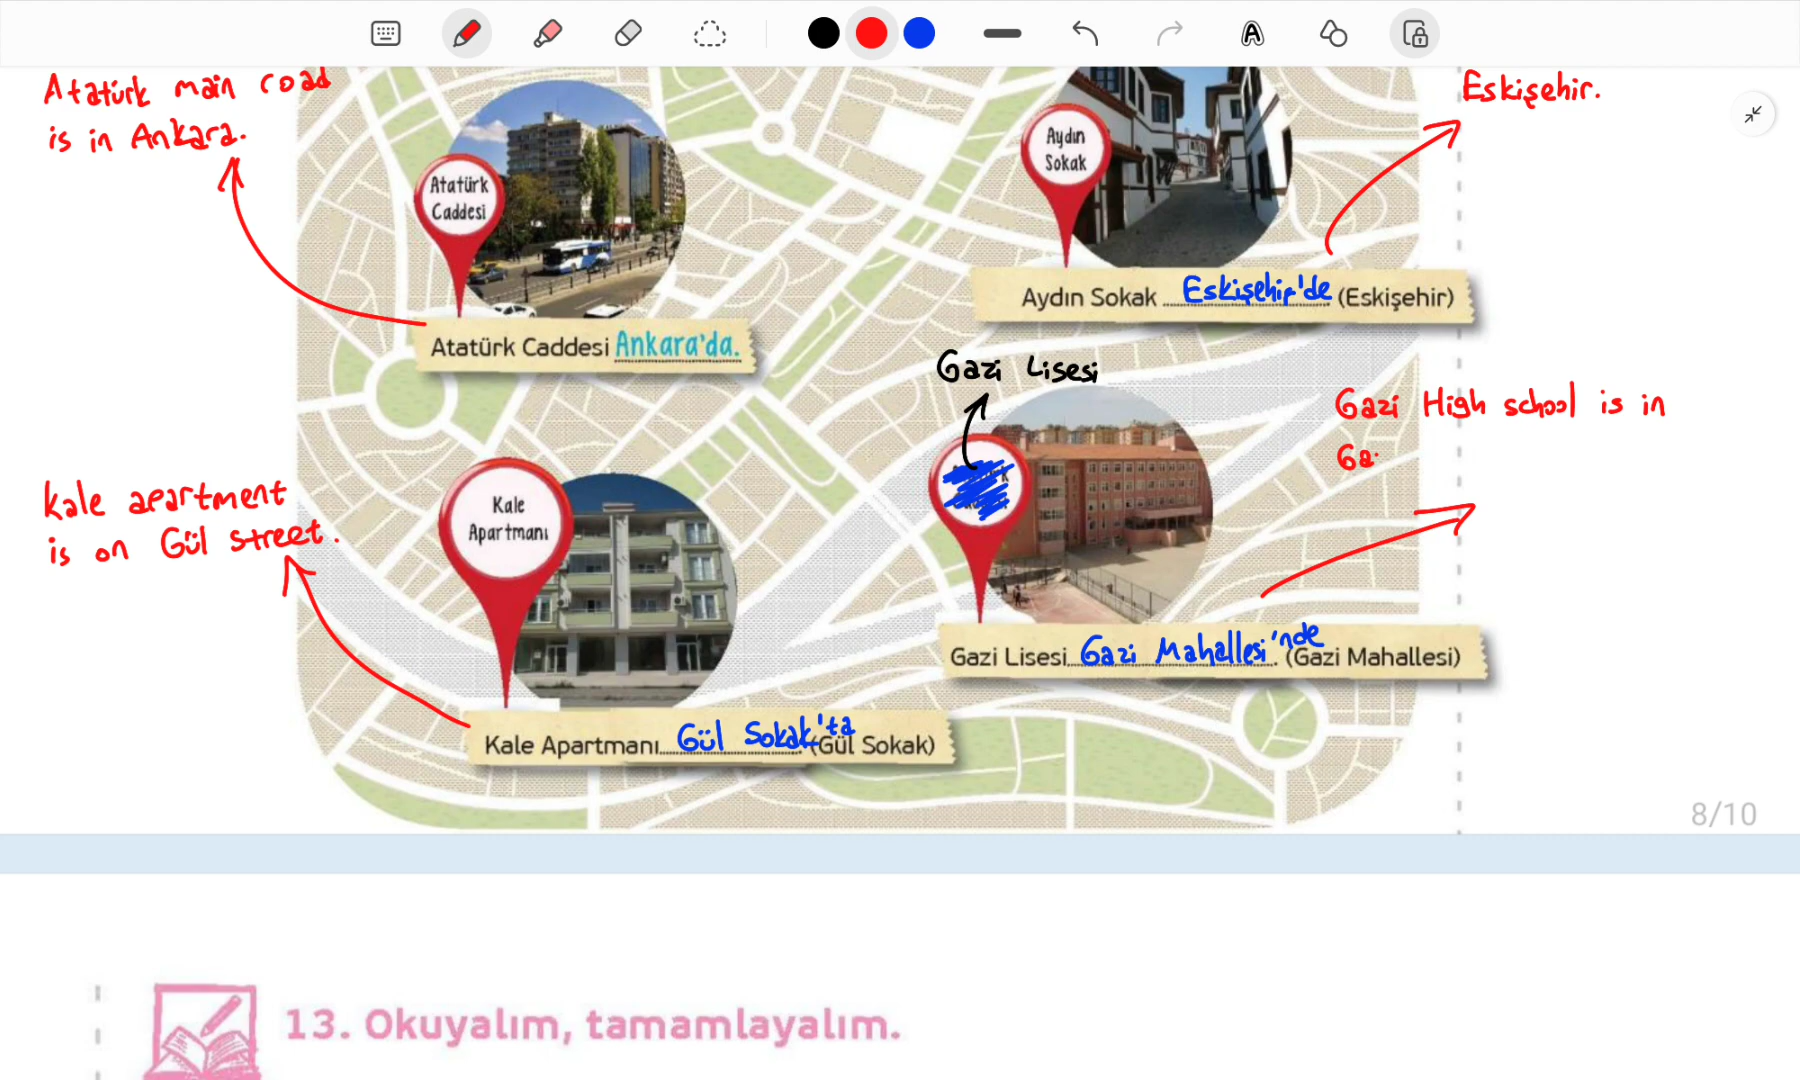 Atatürk main road
is in Ankara.
Eskişehir.
Aydın
Sokak
Atatürk
Caddesi
Aydın Sokak Eskişehir'de (Eskişehir)
Atatürk Caddesi Ankara'da.
Gazi Lisesi
Gazi High school is in
Ga
Kale apartment
is on Gül street.
Kale
Apartmanı
Gazi Lisesi Gazi Mahallesi'nde. (Gazi Mahallesi)
Kale Apartmanı Gül Sokak'ta. (Gül Sokak)
8/10
13. Okuyalım, tamamlayalım.